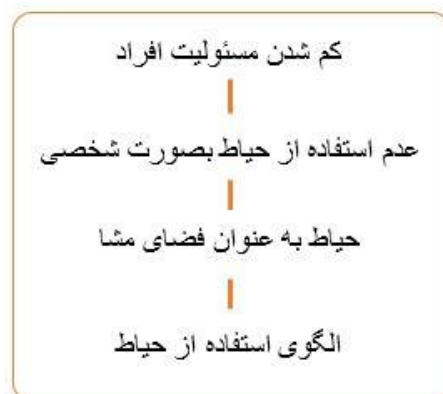 کم شدن مسئولیت افراد
عدم استفاده از حیاط بصورت شخصی
حیاط به عنوان فضای مشا
الگوی استفاده از حیاط